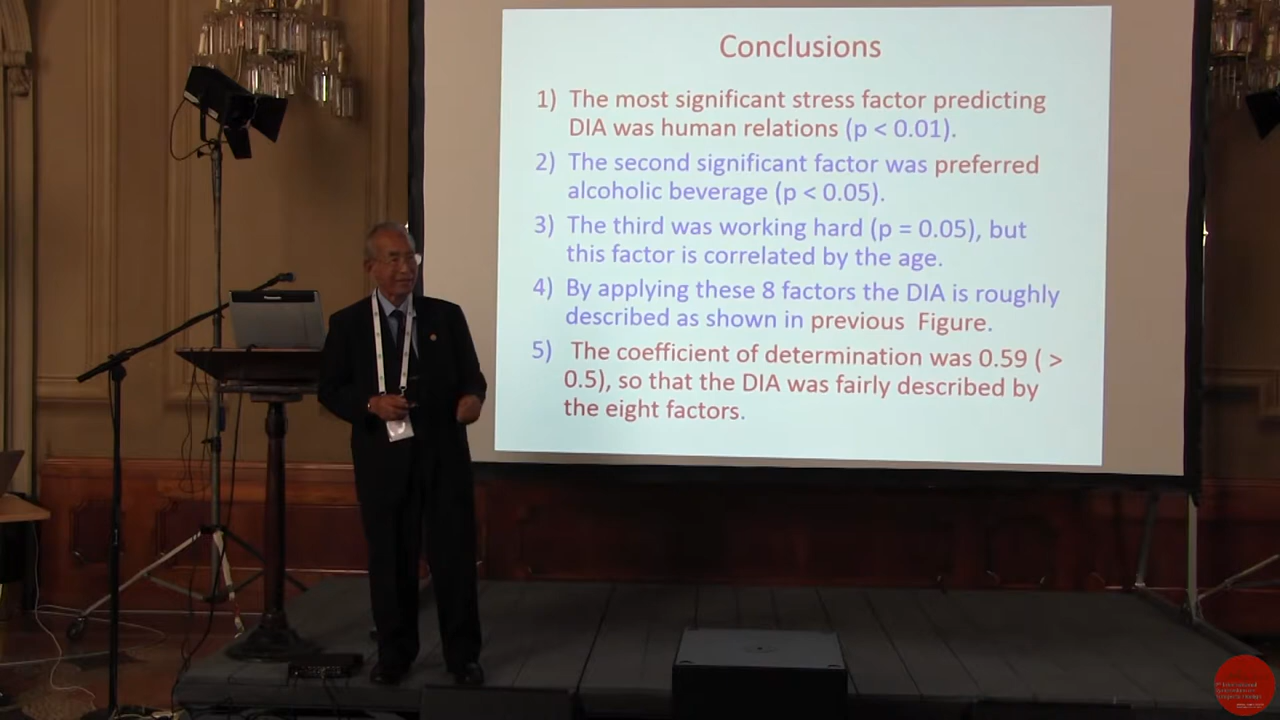 Conclusions
1) The most significant stress factor predicting
DIA was human relations (p < 0.01).
2) The second significant factor was preferred
alcoholic beverage (p < 0.05).
3) The third was working hard (p = 0.05), but
this factor is correlated by the age.
4) By applying these 8 factors the DIA is roughly
described as shown in previous Figure.
5) The coefficient of determination was 0.59 ( >
0.5), so that the DIA was fairly described by
the eight factors.
Panasonic